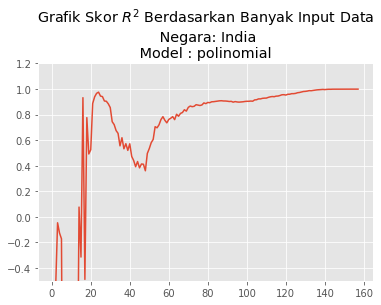 Grafik Skor R² Berdasarkan Banyak Input Data
Negara: India
Model : polinomial
1.2
1.0
0.8
0.6
0.4
0.2
0.0
−0.2
−0.4
0 20 40 60 80 100 120 140 160